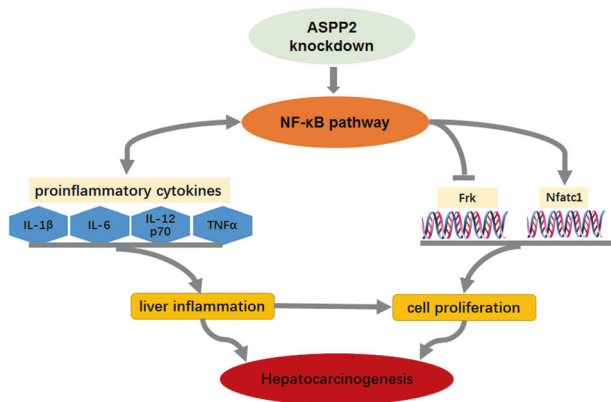 ASPP2
knockdown
NF-κB pathway
proinflammatory cytokines
Frk
Nfatc1
IL-1β
IL-6
IL-12
p70
TNFα
liver inflammation
cell proliferation
Hepatocarcinogenesis